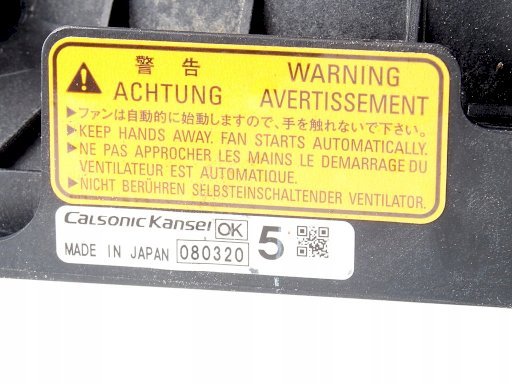 警告 WARNING
ACHTUNG AVERTISSEMENT
▶ファンは自動的に始動しますので、手を触れないで下さい。
▶KEEP HANDS AWAY. FAN STARTS AUTOMATICALLY.
▶NE PAS APPROCHER LES MAINS LE DEMARRAGE DU
VENTILATEUR EST AUTOMATIQUE.
▶NICHT BERÜHREN SELBSTEINSCHALTENDER VENTILATOR.
CALSONIC KANSEI OK 5
MADE IN JAPAN 080320